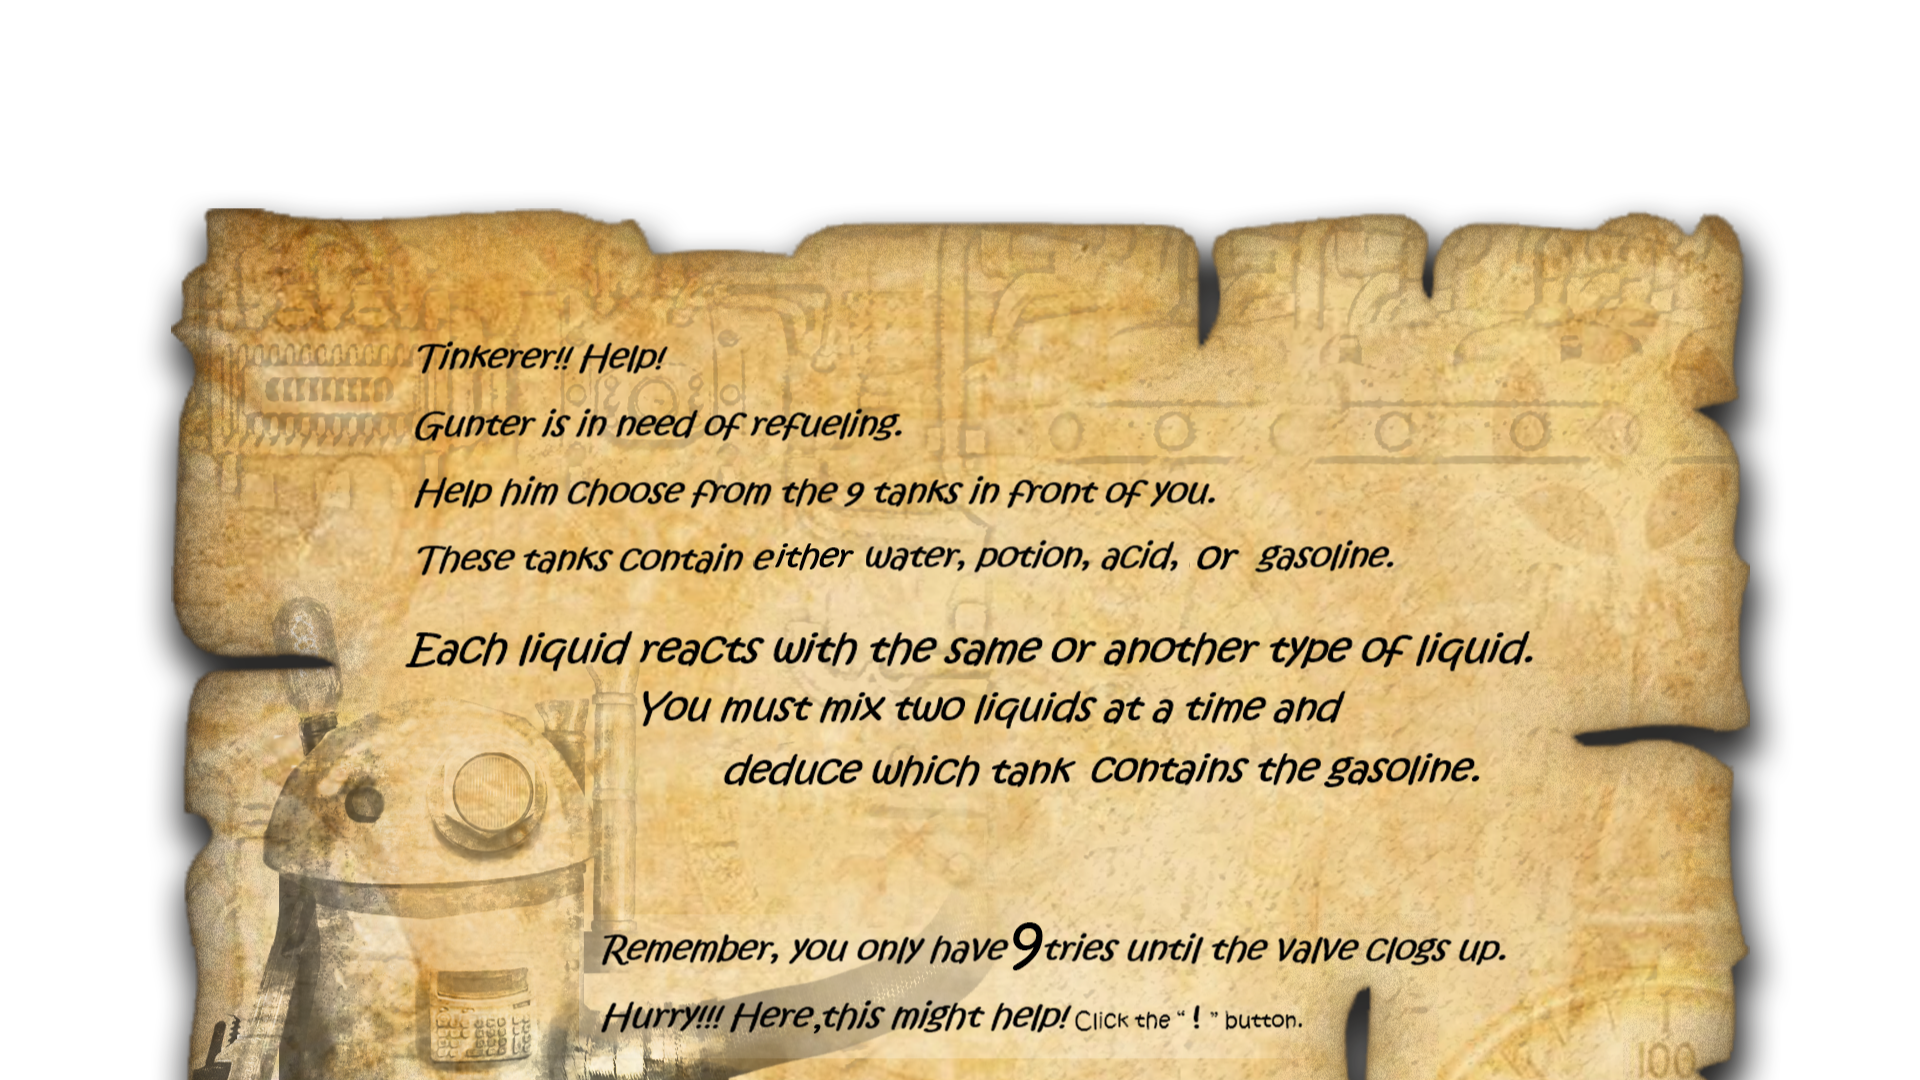 Tinkerer!! Help!
Gunter is in need of refueling.
Help him choose from the 9 tanks in front of you.
These tanks contain either water, potion, acid, or gasoline.
Each liquid reacts with the same or another type of liquid.
You must mix two liquids at a time and
deduce which tank contains the gasoline.
Remember, you only have 9 tries until the valve clogs up.
Hurry!!! Here,this might help! Click the “ ! ” button.
100